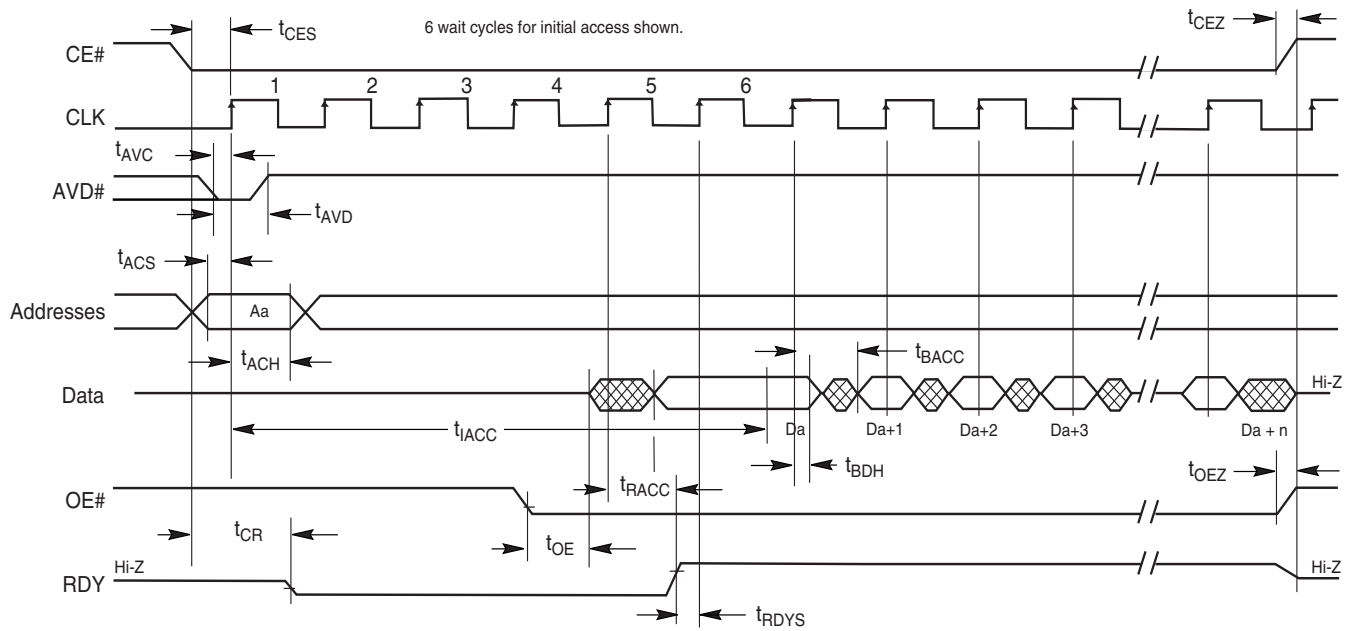 tCES
6 wait cycles for initial access shown.
tCEZ
CE#
1 2 3 4 5 6
CLK
tAVC
AVD#
tAVD
tACS
Addresses
Aa
tACH
tBACC
Data
Hi-Z
tIACC
Da Da+1 Da+2 Da+3 Da + n
tBDH
tOEZ
tRACC
OE#
tCR
tOE
Hi-Z
Hi-Z
RDY
tRDYS